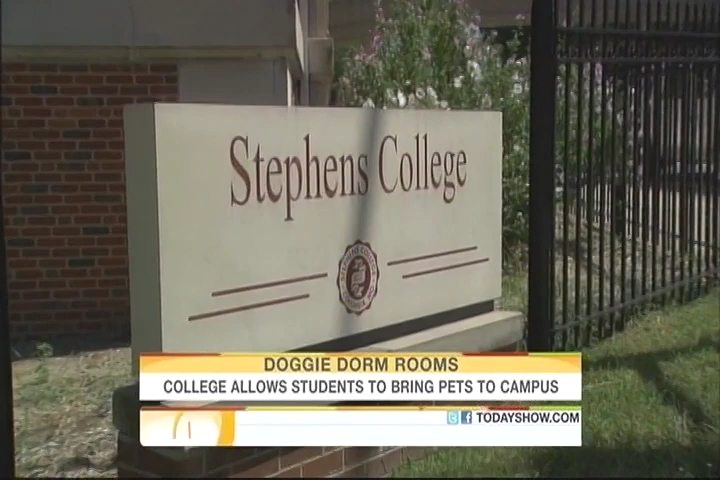 Stephens College
DOGGIE DORM ROOMS
COLLEGE ALLOWS STUDENTS TO BRING PETS TO CAMPUS
TODAYSHOW.COM